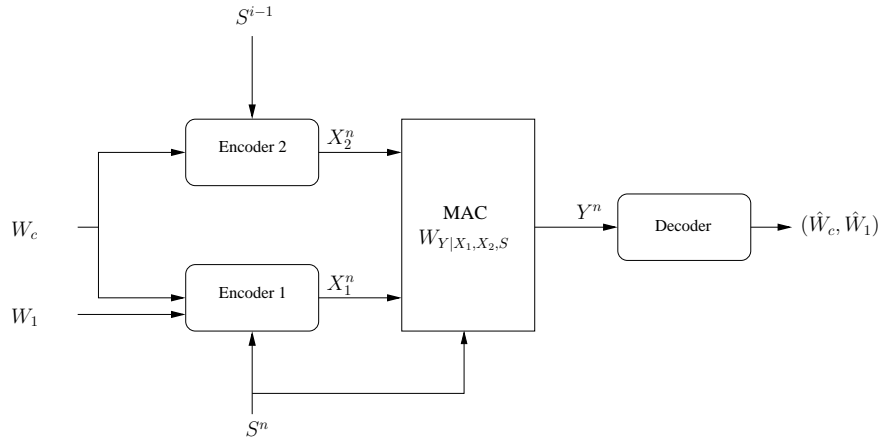 $S^{i-1}$
Encoder 2
$X_2^n$
MAC
$W_{Y|X_1,X_2,S}$
$Y^n$
Decoder
$(\hat{W}_c, \hat{W}_1)$
$W_c$
Encoder 1
$X_1^n$
$W_1$
$S^n$